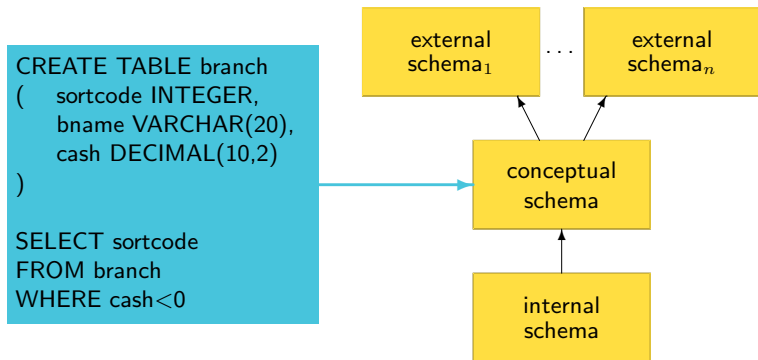 CREATE TABLE branch
( sortcode INTEGER,
bname VARCHAR(20),
cash DECIMAL(10,2)
)
SELECT sortcode
FROM branch
WHERE cash<0
external
schema₁
...
external
schemaₙ
conceptual
schema
internal
schema